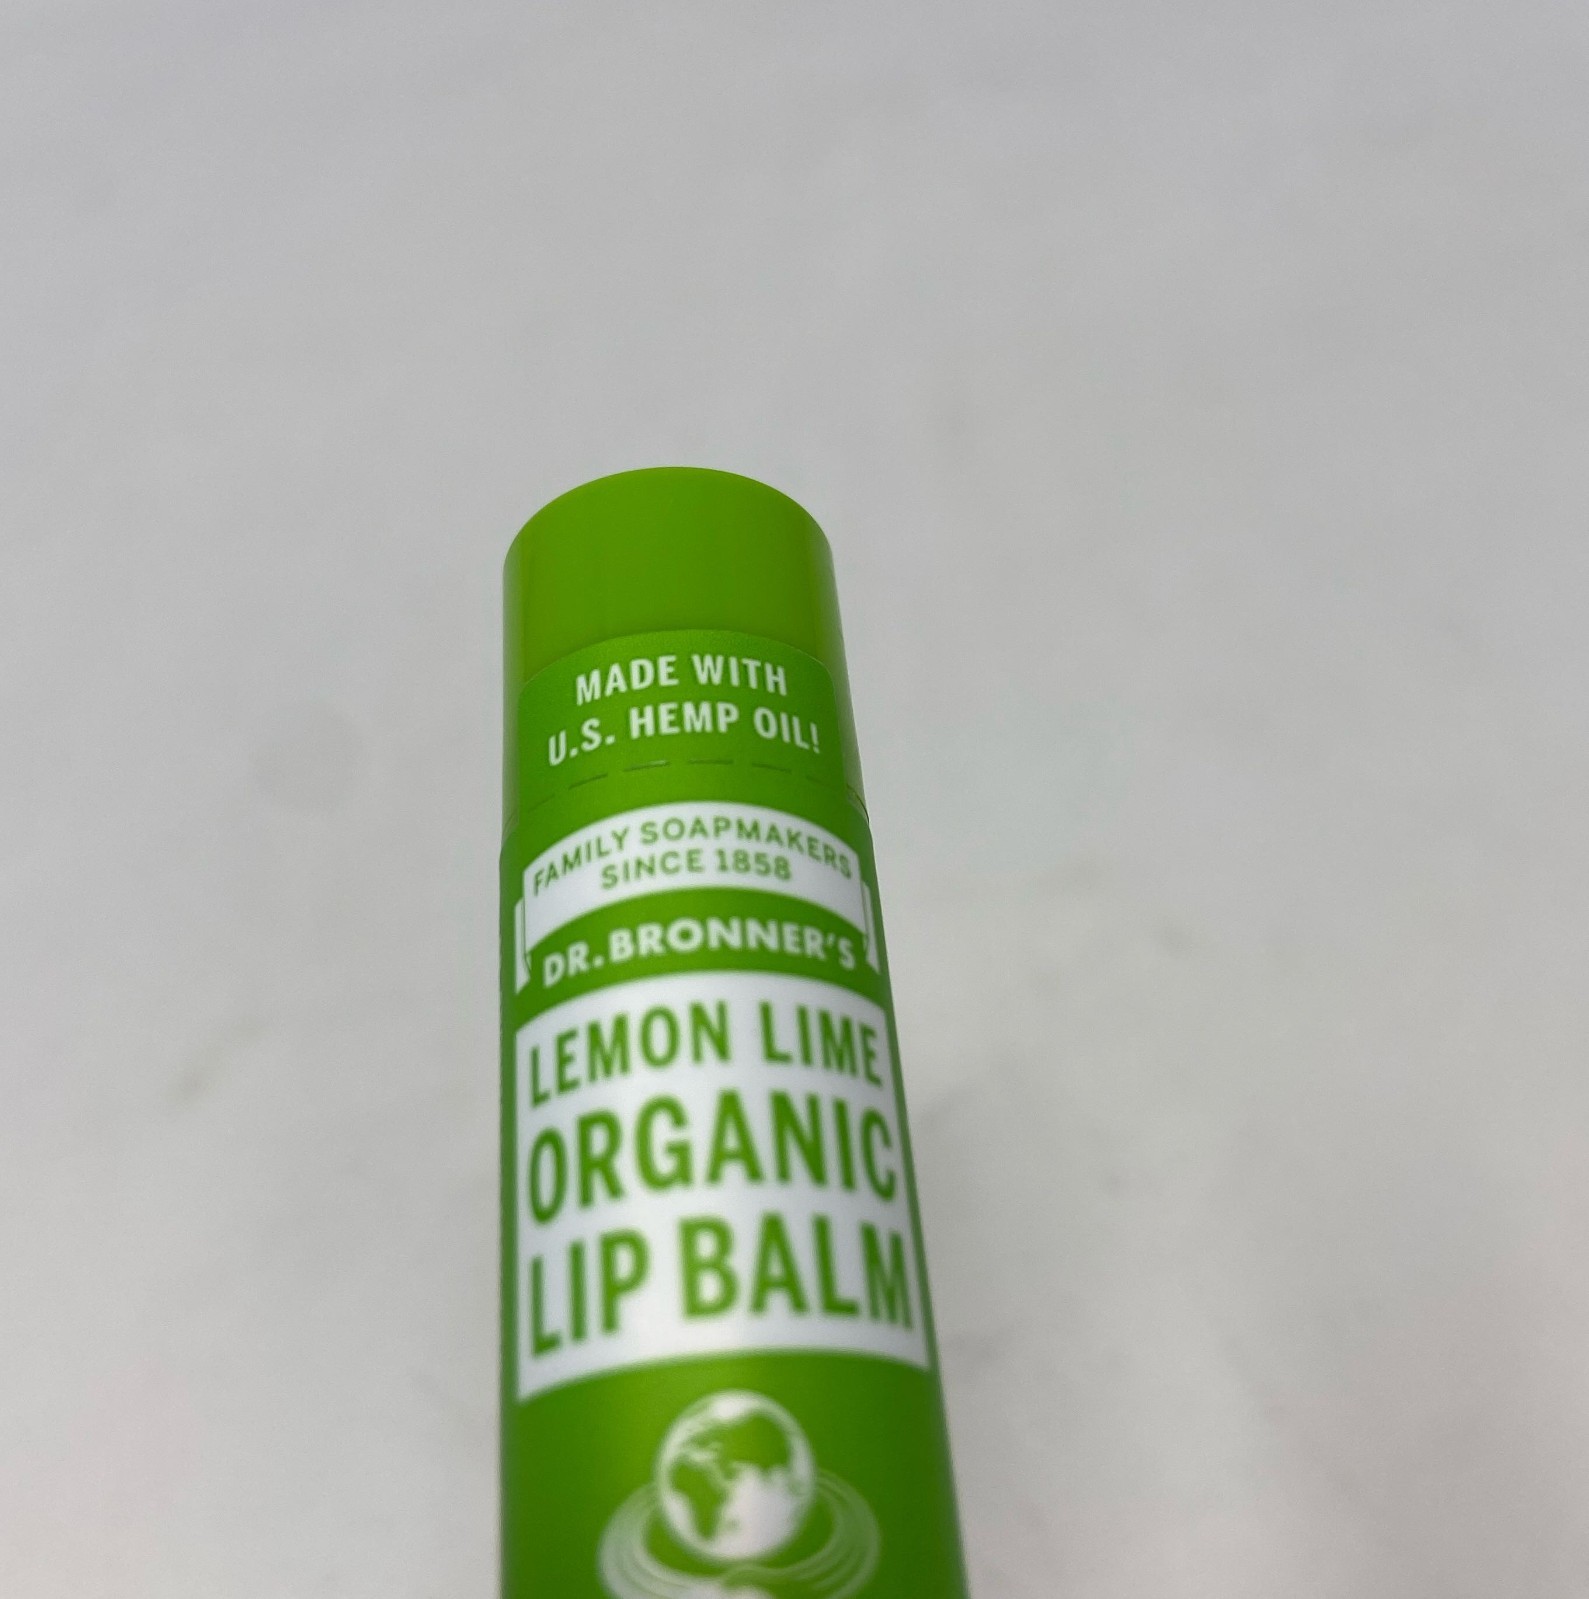 MADE WITH
U.S. HEMP OIL!
FAMILY SOAPMAKERS
SINCE 1858
DR. BRONNER'S
LEMON LIME
ORGANIC
LIP BALM